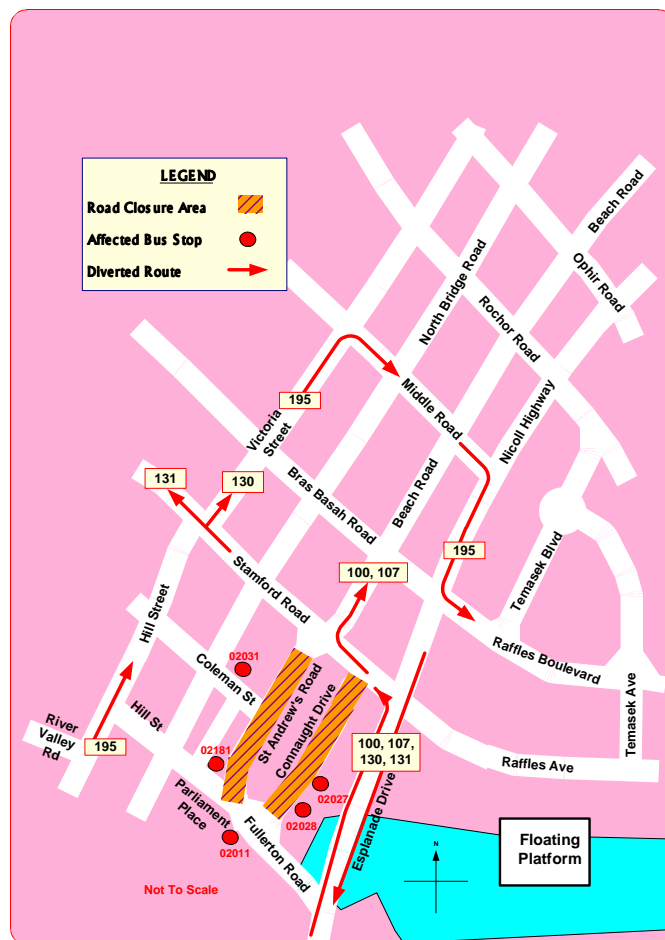 LEGEND
Road Closure Area
Affected Bus Stop
Diverted Route
Beach Road
Ophir Road
North Bridge Road
Rochor Road
Middle Road
Nicoll Highway
195
Victoria
Street
131
130
Bras Basah Road
Beach Road
195
Temasek Blvd
Stamford Road
100, 107
Hill Street
Raffles Boulevard
02031
Coleman St
St Andrew's Road
Connaught Drive
Temasek Ave
Hill St
River
Valley
Rd
195
100, 107,
130, 131
Raffles Ave
02181
02027
Parliament
Place
02028
Esplanade Drive
Fullerton Road
02011
Floating
Platform
N
Not To Scale